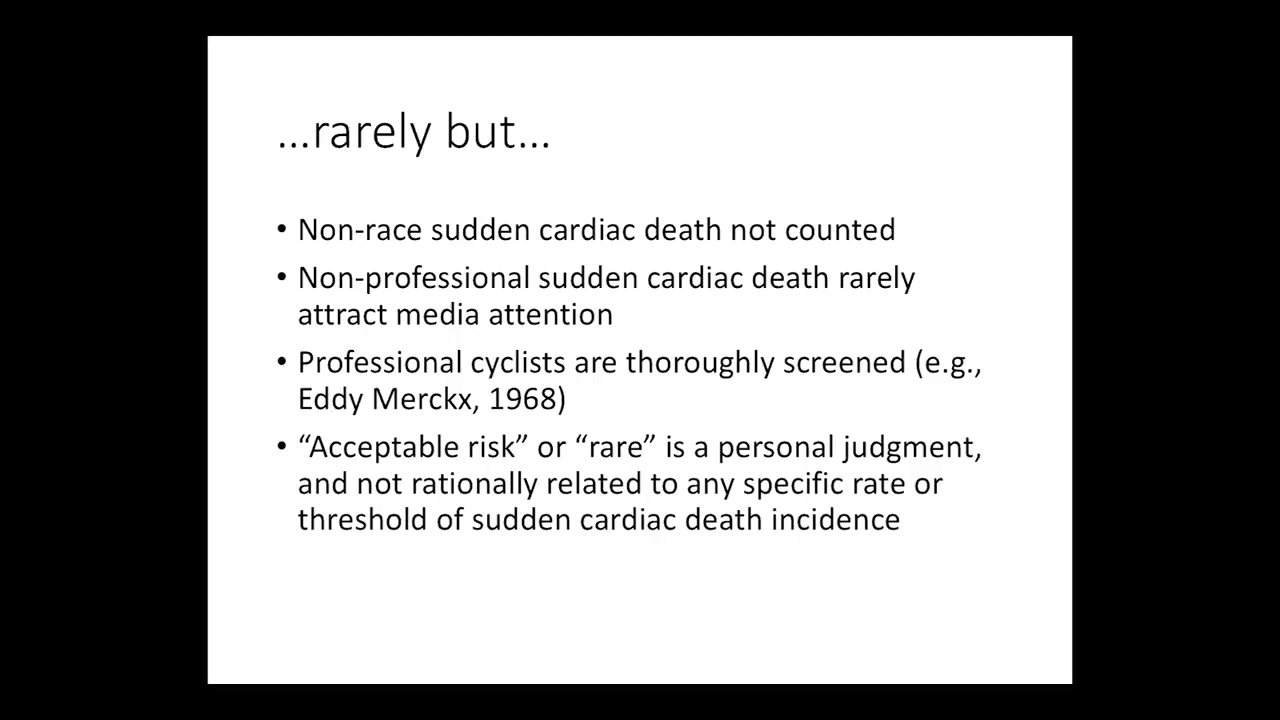 ...rarely but...
• Non-race sudden cardiac death not counted
• Non-professional sudden cardiac death rarely
attract media attention
• Professional cyclists are thoroughly screened (e.g.,
Eddy Merckx, 1968)
• “Acceptable risk” or “rare” is a personal judgment,
and not rationally related to any specific rate or
threshold of sudden cardiac death incidence